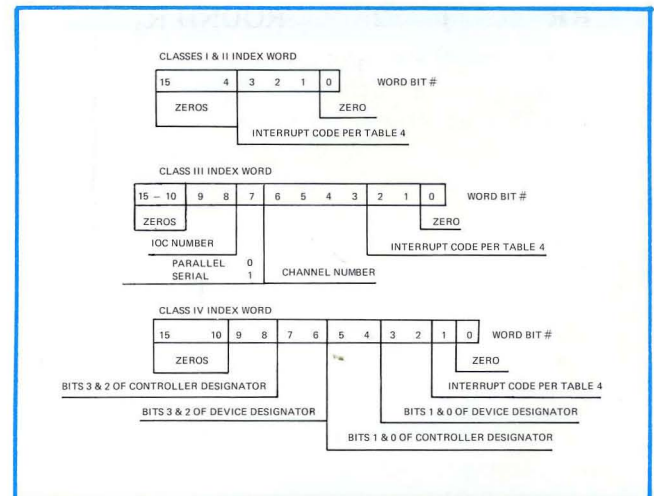 CLASSES I & II INDEX WORD
15 4 3 2 1 0 WORD BIT #
ZEROS ZERO
INTERRUPT CODE PER TABLE 4
CLASS III INDEX WORD
15 – 10 9 8 7 6 5 4 3 2 1 0 WORD BIT #
ZEROS ZERO
IOC NUMBER INTERRUPT CODE PER TABLE 4
PARALLEL 0
SERIAL 1 CHANNEL NUMBER
CLASS IV INDEX WORD
15 10 9 8 7 6 5 4 3 2 1 0 WORD BIT #
ZEROS ZERO
BITS 3 & 2 OF CONTROLLER DESIGNATOR INTERRUPT CODE PER TABLE 4
BITS 3 & 2 OF DEVICE DESIGNATOR BITS 1 & 0 OF DEVICE DESIGNATOR
BITS 1 & 0 OF CONTROLLER DESIGNATOR